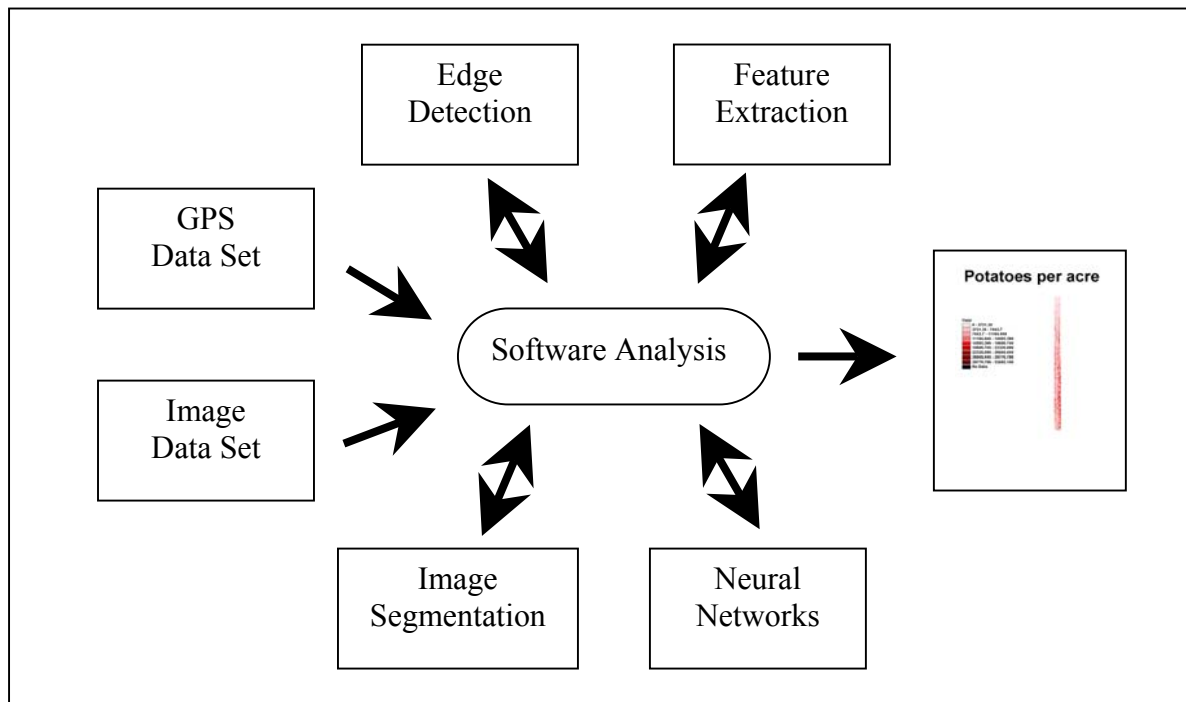 Edge
Detection
Feature
Extraction
GPS
Data Set
Image
Data Set
Software Analysis
Potatoes per acre
Image
Segmentation
Neural
Networks